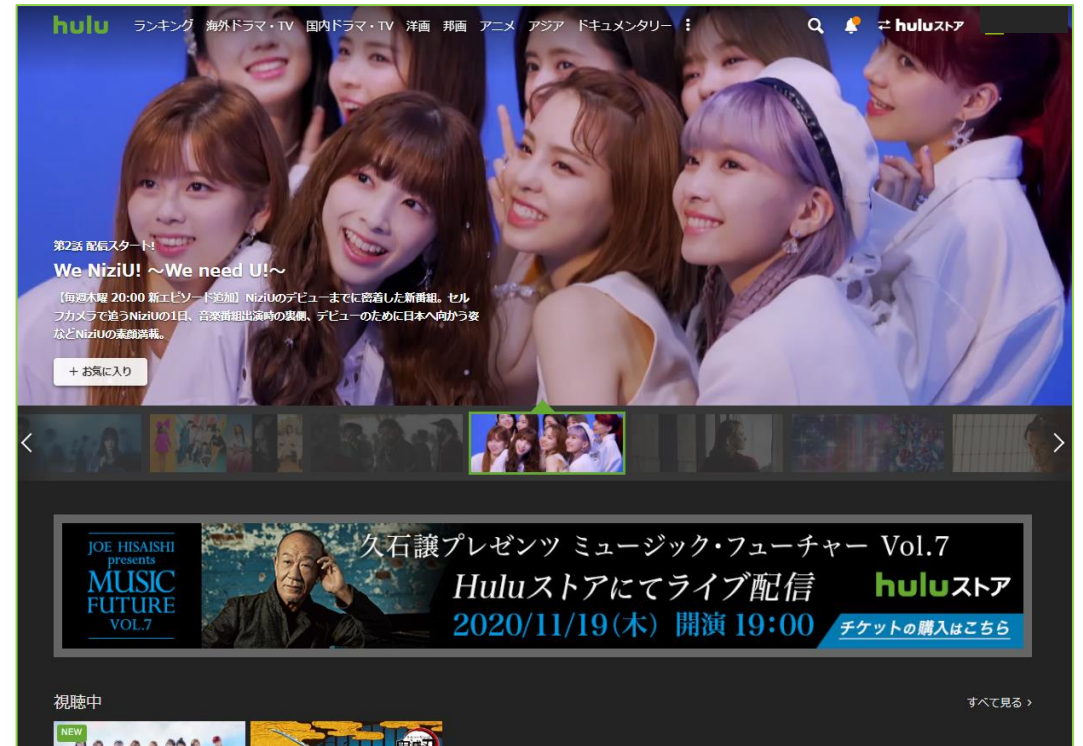 hulu ランキング 海外ドラマ・TV 国内ドラマ・TV 洋画 邦画 アニメ アジア ドキュメンタリー huluストア
第2話 配信スタート!
We NiziU! ～We need U!～
【毎週木曜 20:00 新エピソード追加】NiziUのデビューまでに密着した新番組。セル
フカメラで追うNiziUの1日、音楽番組出演時の裏側、デビューのために日本へ向かう姿
などNiziUの素顔満載。
+ お気に入り
JOE HISAISHI
presents
MUSIC
FUTURE
VOL.7
久石譲プレゼンツ ミュージック・フューチャー Vol.7
Huluストアにてライブ配信
huluストア
2020/11/19(木) 開演 19:00
チケットの購入はこちら
視聴中
すべて見る
NEW